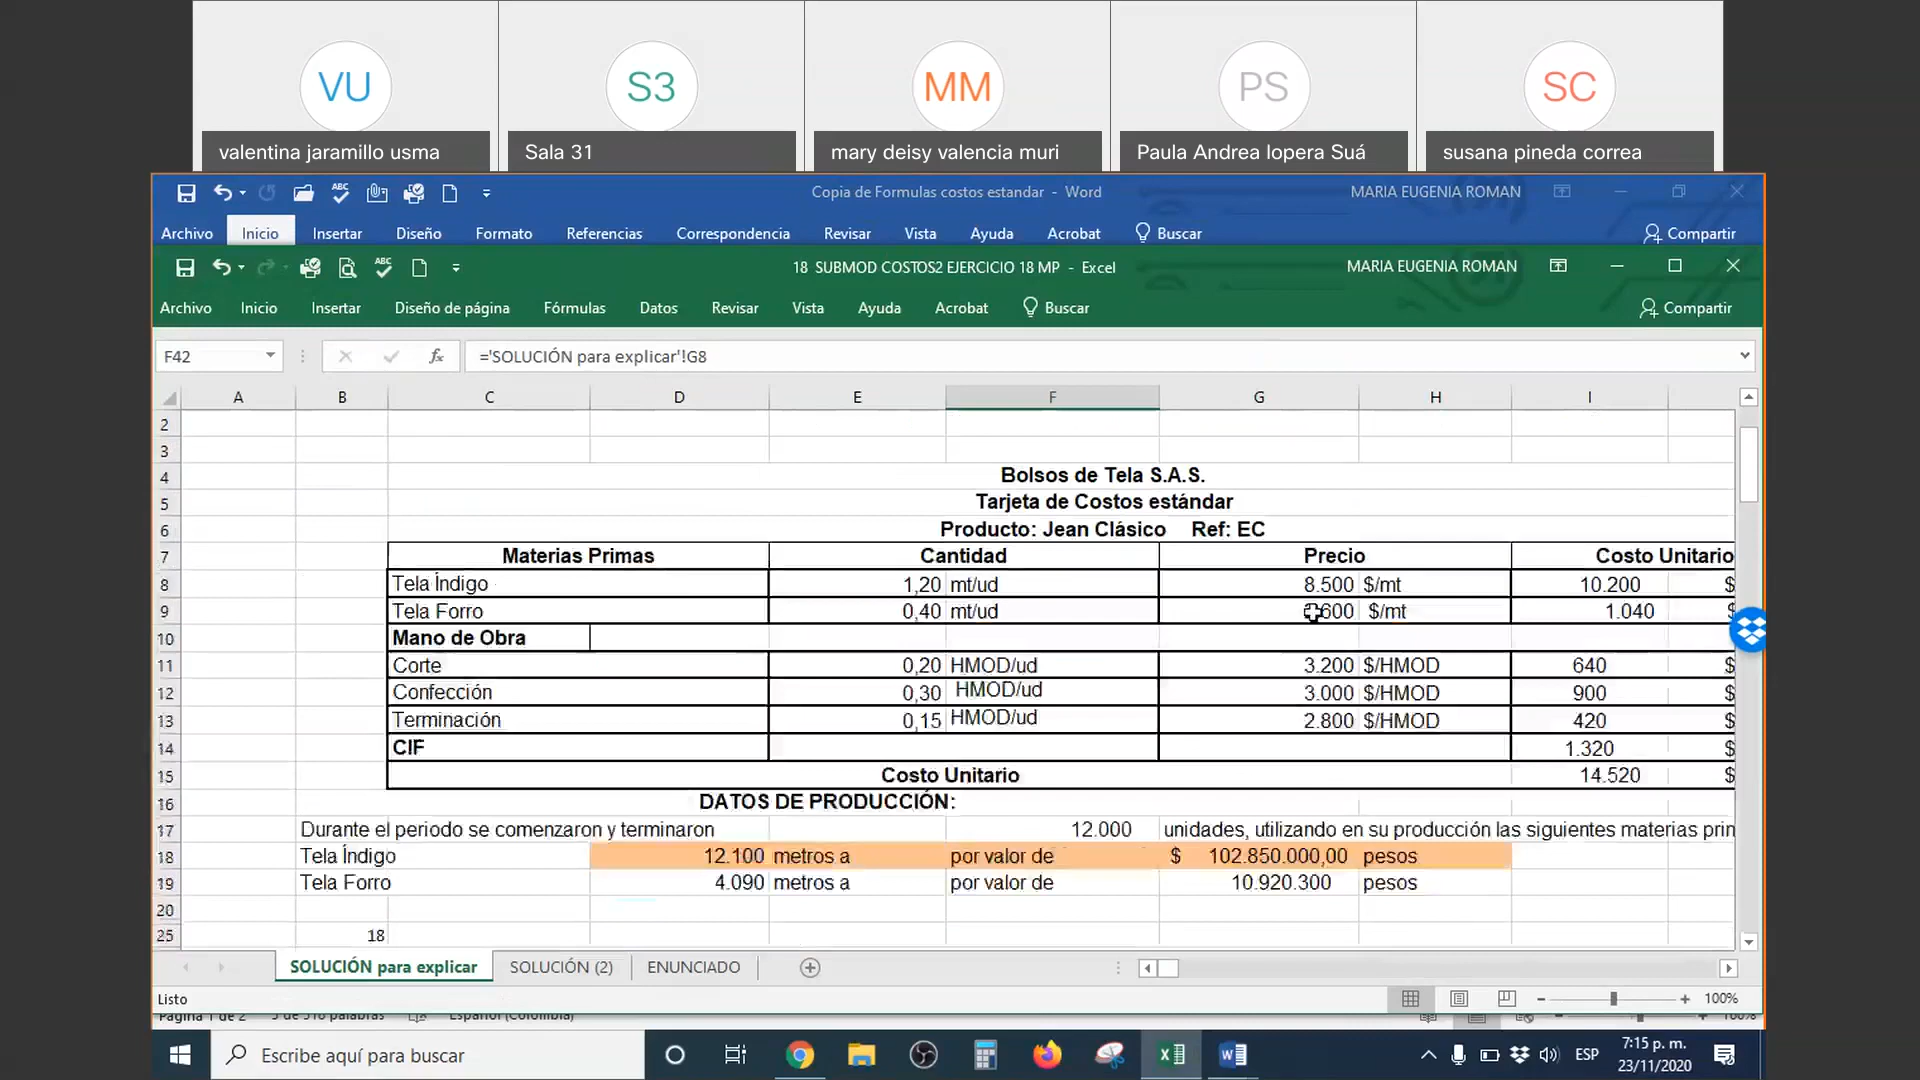 VU S3 MM PS SC
valentina jaramillo usma Sala 31 mary deisy valencia muri Paula Andrea lopera Suá susana pineda correa
Copia de Formulas costos estandar - Word MARIA EUGENIA ROMAN
Archivo Inicio Insertar Diseño Formato Referencias Correspondencia Revisar Vista Ayuda Acrobat Buscar Compartir
18 SUBMOD COSTOS2 EJERCICIO 18 MP - Excel MARIA EUGENIA ROMAN
Archivo Inicio Insertar Diseño de página Fórmulas Datos Revisar Vista Ayuda Acrobat Buscar Compartir
F42 fx ='SOLUCIÓN para explicar'!G8
A B C D E F G H I
2
3
4 Bolsos de Tela S.A.S.
5 Tarjeta de Costos estándar
6 Producto: Jean Clásico Ref: EC
7 Materias Primas Cantidad Precio Costo Unitario
8 Tela Índigo 1,20 mt/ud 8.500 $/mt 10.200 $
9 Tela Forro 0,40 mt/ud 600 $/mt 1.040 $
10 Mano de Obra
11 Corte 0,20 HMOD/ud 3.200 $/HMOD 640 $
12 Confección 0,30 HMOD/ud 3.000 $/HMOD 900 $
13 Terminación 0,15 HMOD/ud 2.800 $/HMOD 420 $
14 CIF 1.320 $
15 Costo Unitario 14.520 $
16 DATOS DE PRODUCCIÓN:
17 Durante el periodo se comenzaron y terminaron 12.000 unidades, utilizando en su producción las siguientes materias prin
18 Tela Índigo 12.100 metros a por valor de $ 102.850.000,00 pesos
19 Tela Forro 4.090 metros a por valor de 10.920.300 pesos
20
25 18
SOLUCIÓN para explicar SOLUCIÓN (2) ENUNCIADO
Listo 100%
Página 1 de 2 Español (Colombia) 100%
Escribe aquí para buscar ESP 7:15 p. m.
23/11/2020